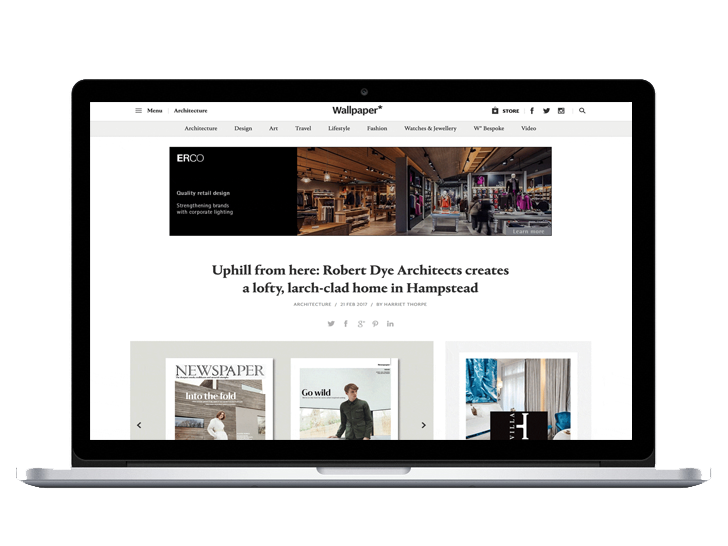 Menu
Architecture
Wallpaper*
STORE
Architecture Design Art Travel Lifestyle Fashion Watches & Jewellery W* Bespoke Video
ERCO
Quality retail design
Strengthening brands
with corporate lighting
Learn more
Uphill from here: Robert Dye Architects creates
a lofty, larch-clad home in Hampstead
ARCHITECTURE / 21 FEB 2017 / BY HARRIET THORPE
NEWSPAPER
Into the fold
Go wild
H
VILLAS